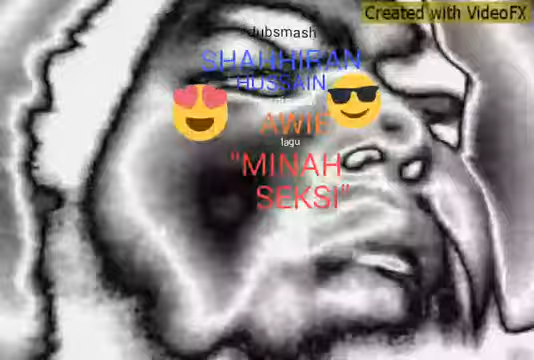 Created with VideoFX
dubsmash
SHAHHIRAN
HUSSAIN
AWIE
lagu
"MINAH
SEKSI"